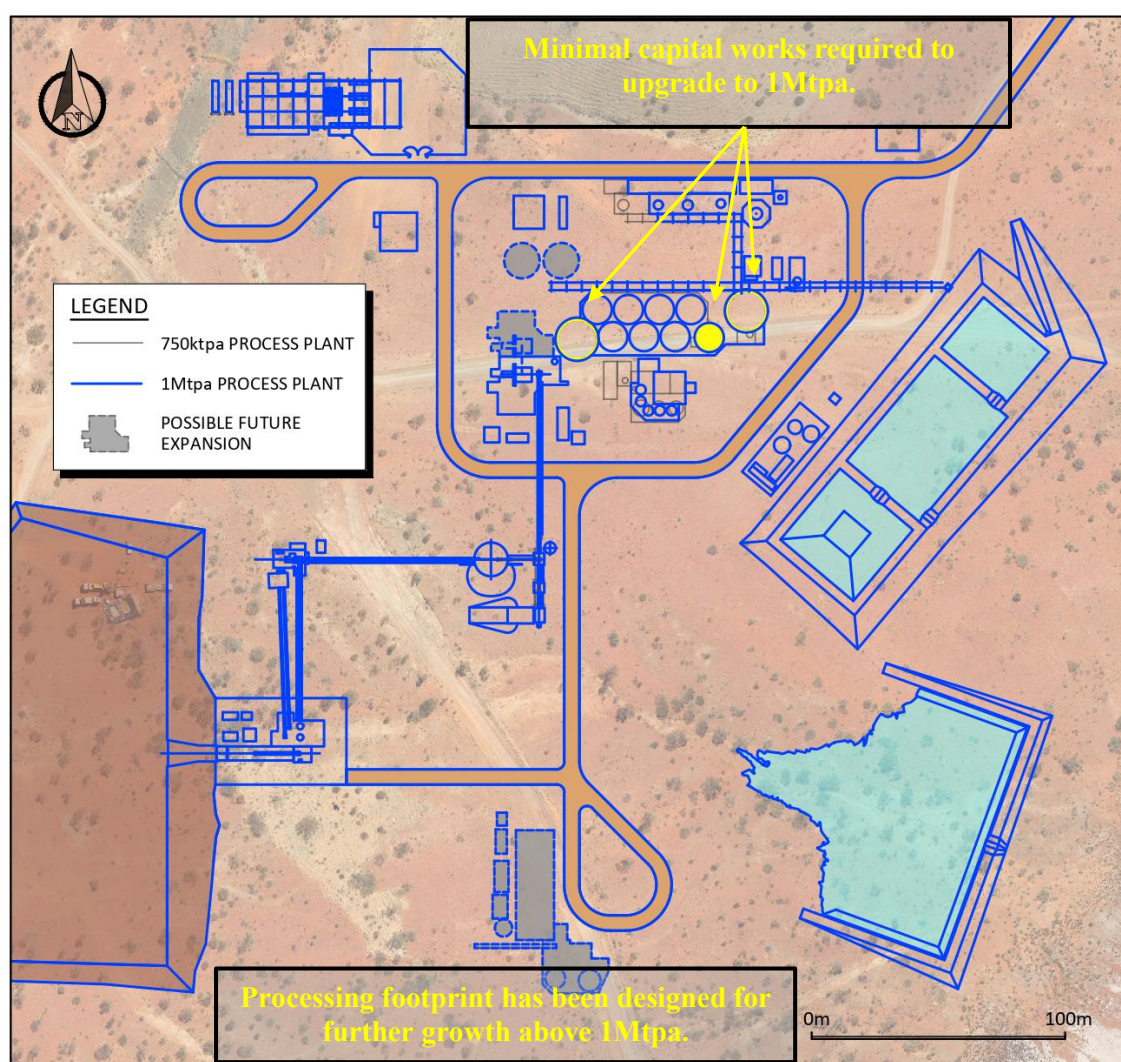 Minimal capital works required to
upgrade to 1Mtpa.
N
LEGEND
750ktpa PROCESS PLANT
1Mtpa PROCESS PLANT
POSSIBLE FUTURE
EXPANSION
Processing footprint has been designed for
further growth above 1Mtpa.
0m 100m